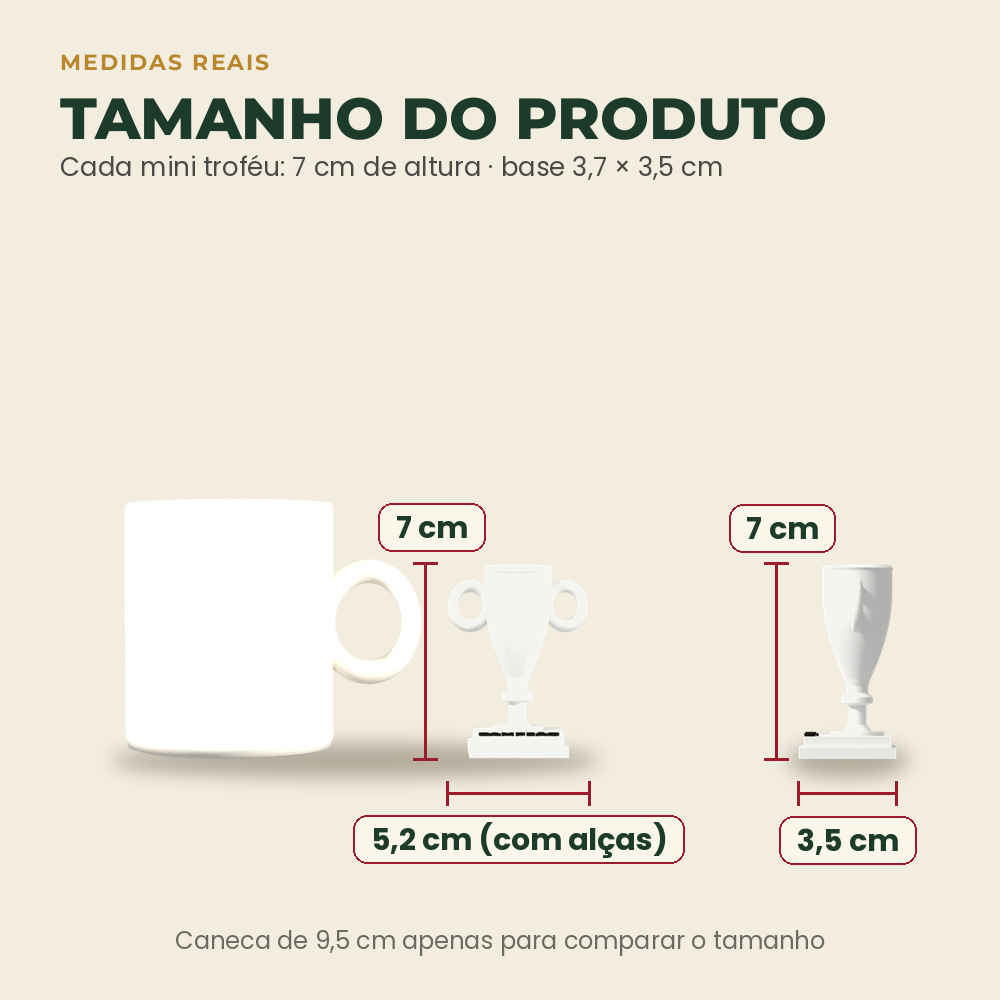 MEDIDAS REAIS
TAMANHO DO PRODUTO
Cada mini troféu: 7 cm de altura · base 3,7 × 3,5 cm
7 cm
7 cm
5,2 cm (com alças)
3,5 cm
Caneca de 9,5 cm apenas para comparar o tamanho